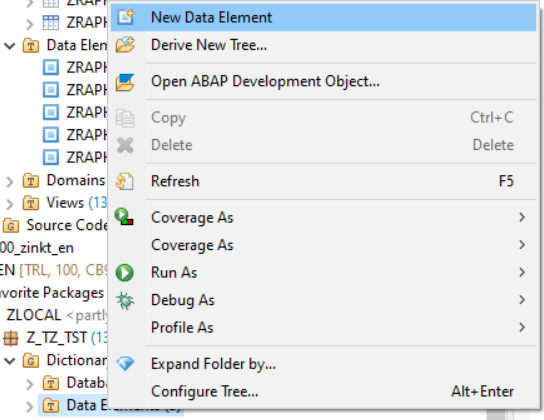 ZRAPH
New Data Element
ZRAPH
Derive New Tree...
Data Elem
ZRAPH
Open ABAP Development Object...
ZRAPH
ZRAPH
Copy Ctrl+C
ZRAPH
Delete Delete
ZRAPH
Domains
Refresh F5
Views (13
Coverage As
Source Code
Coverage As
00_zinkt_en
Run As
EN [TRL, 100, CB9
avorite Packages
Debug As
ZLOCAL <partly
Profile As
Z_TZ_TST (13
Dictionar
Expand Folder by...
Databa
Configure Tree... Alt+Enter
Data Elements